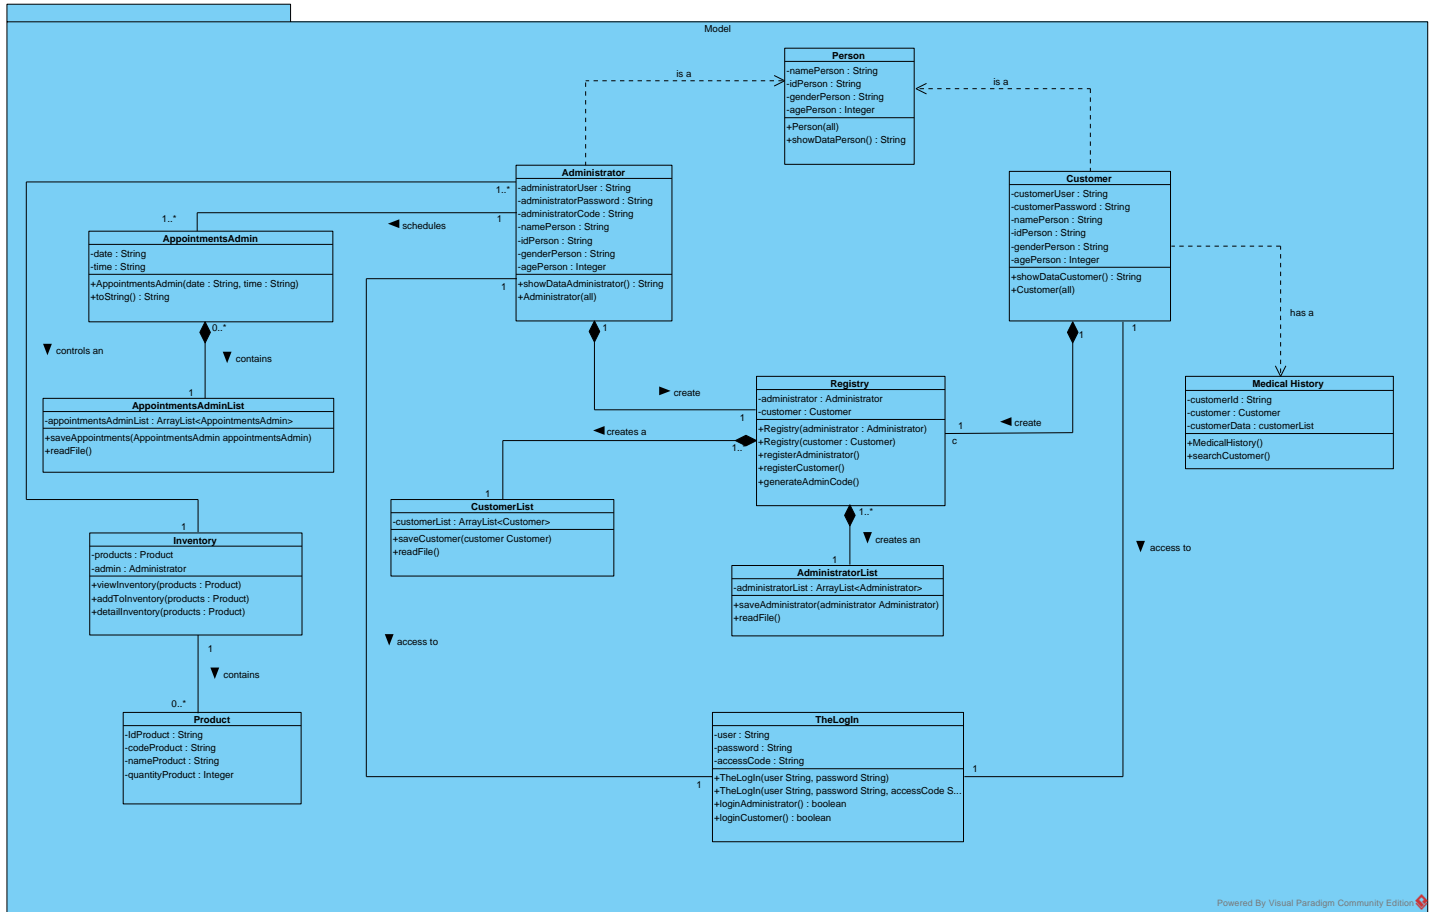 Model
Person
-namePerson : String
-idPerson : String
-genderPerson : String
-agePerson : Integer
+Person(all)
+showDataPerson() : String
is a
is a
Administrator
-administratorUser : String
-administratorPassword : String
-administratorCode : String
-namePerson : String
-idPerson : String
-genderPerson : String
-agePerson : Integer
+showDataAdministrator() : String
+Administrator(all)
1..*
1
1
1
Customer
-customerUser : String
-customerPassword : String
-namePerson : String
-idPerson : String
-genderPerson : String
-agePerson : Integer
+showDataCustomer() : String
+Customer(all)
1
1
has a
1..*
schedules
AppointmentsAdmin
-date : String
-time : String
+AppointmentsAdmin(date : String, time : String)
+toString() : String
0..*
controls an
contains
1
AppointmentsAdminList
-appointmentsAdminList : ArrayList<AppointmentsAdmin>
+saveAppointments(AppointmentsAdmin appointmentsAdmin)
+readFile()
create
1
Registry
-administrator : Administrator
-customer : Customer
+Registry(administrator : Administrator)
+Registry(customer : Customer)
+registerAdministrator()
+registerCustomer()
+generateAdminCode()
create
1
c
Medical History
-customerId : String
-customer : Customer
-customerData : customerList
+MedicalHistory()
+searchCustomer()
creates a
1..
1
CustomerList
-customerList : ArrayList<Customer>
+saveCustomer(customer Customer)
+readFile()
1..*
creates an
1
AdministratorList
-administratorList : ArrayList<Administrator>
+saveAdministrator(administrator Administrator)
+readFile()
access to
1
Inventory
-products : Product
-admin : Administrator
+viewInventory(products : Product)
+addToInventory(products : Product)
+detailInventory(products : Product)
1
contains
0..*
access to
Product
-IdProduct : String
-codeProduct : String
-nameProduct : String
-quantityProduct : Integer
TheLogIn
-user : String
-password : String
-accessCode : String
+TheLogIn(user String, password String)
+TheLogIn(user String, password String, accessCode S...
+loginAdministrator() : boolean
+loginCustomer() : boolean
1
1
Powered By Visual Paradigm Community Edition